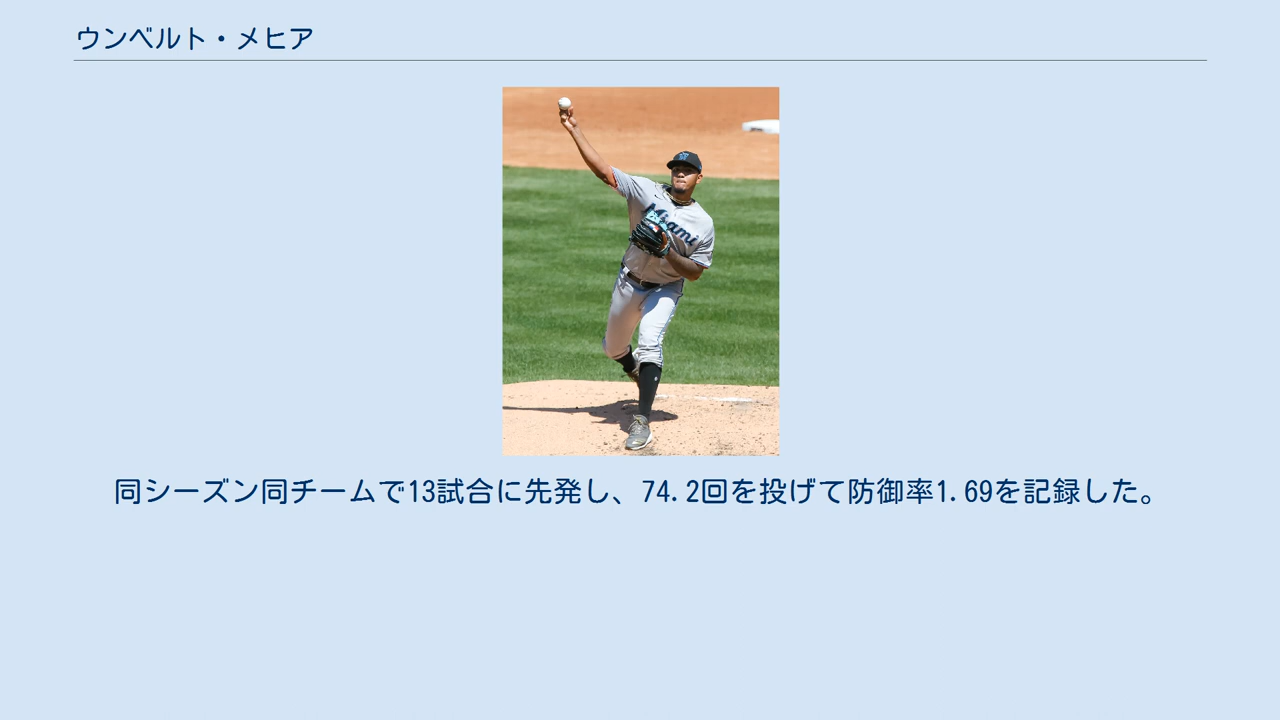 ウンベルト・メヒア
Miami
同シーズン同チームで13試合に先発し、74.2回を投げて防御率1.69を記録した。